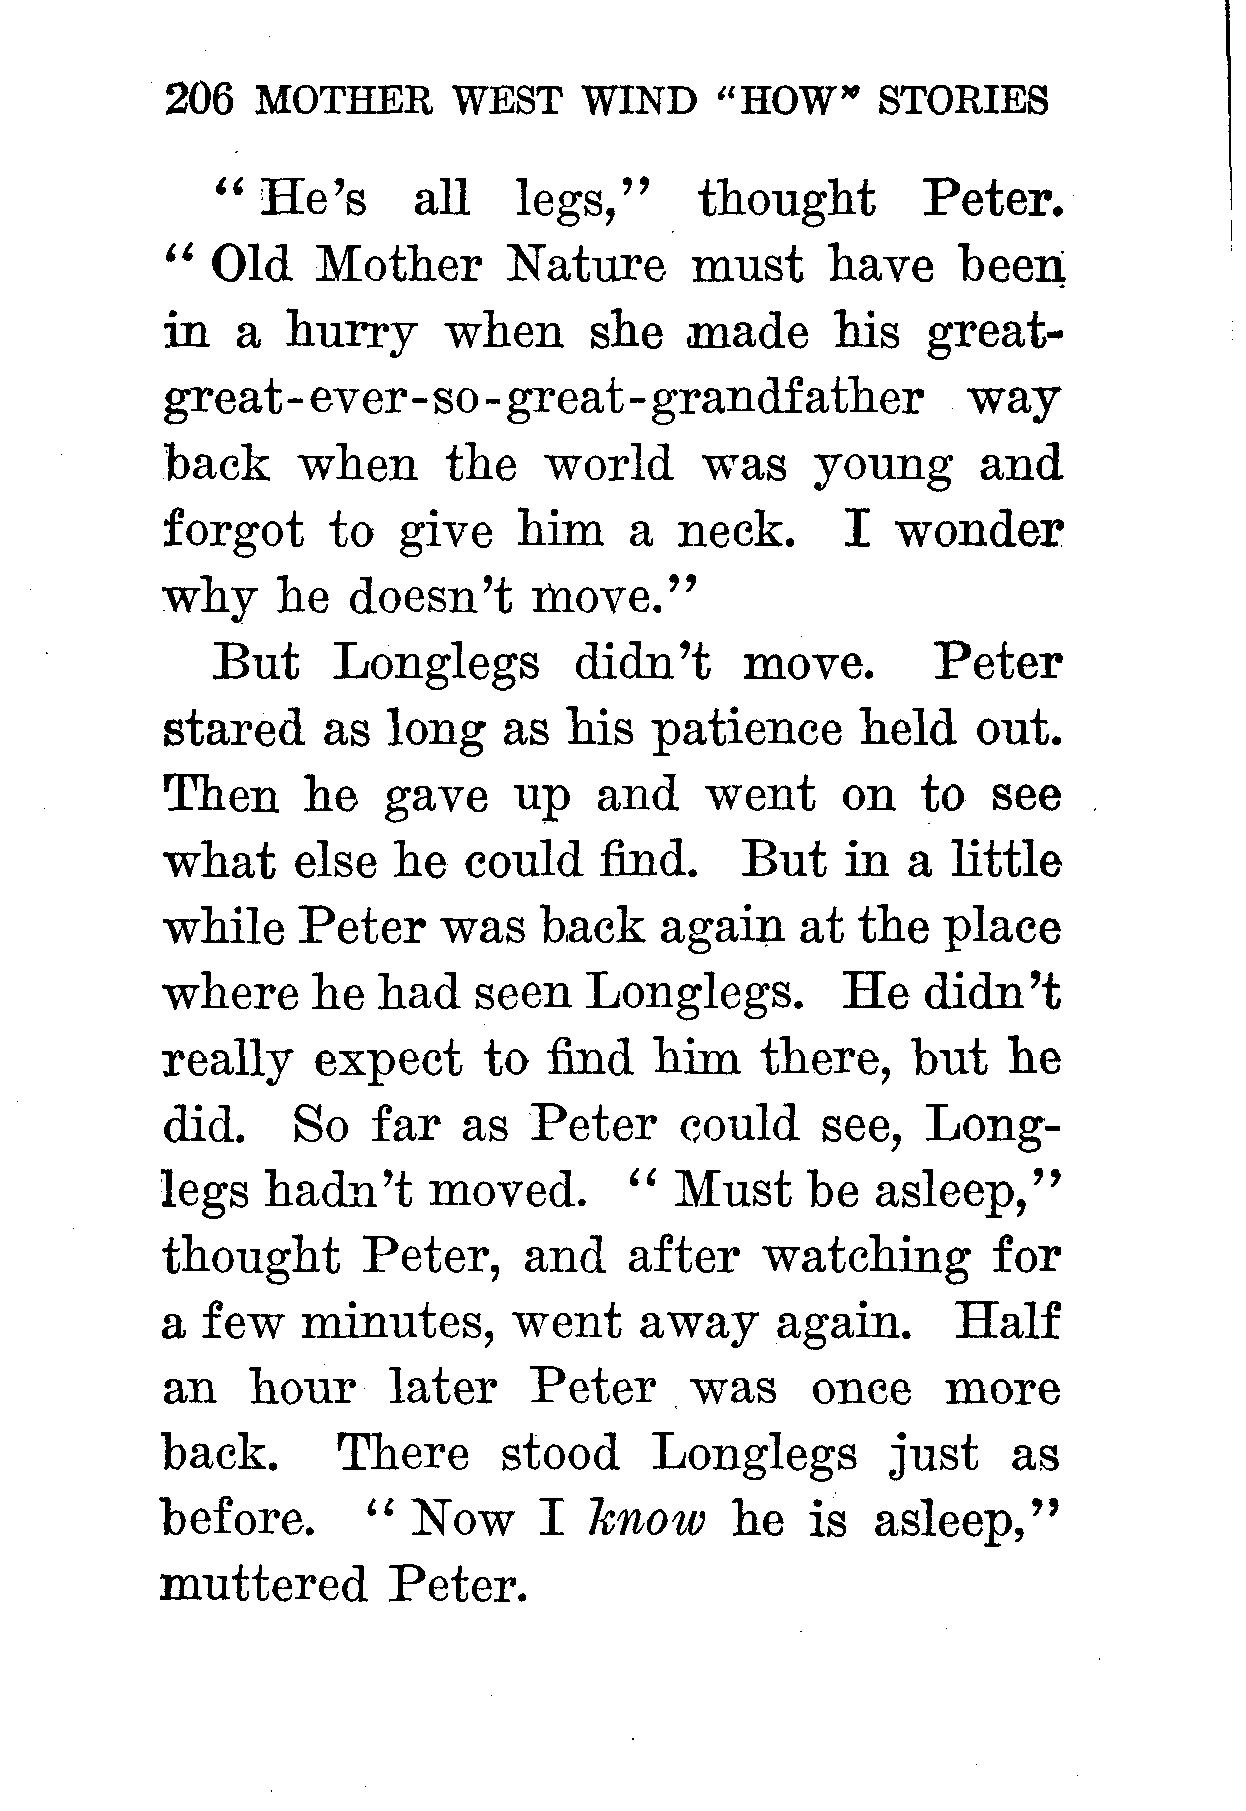 206 MOTHER WEST WIND "HOW" STORIES
"He's all legs," thought Peter.
"Old Mother Nature must have been
in a hurry when she made his great-
great-ever-so-great-grandfather way
back when the world was young and
forgot to give him a neck. I wonder
why he doesn't move."
But Longlegs didn't move. Peter
stared as long as his patience held out.
Then he gave up and went on to see
what else he could find. But in a little
while Peter was back again at the place
where he had seen Longlegs. He didn't
really expect to find him there, but he
did. So far as Peter could see, Long-
legs hadn't moved. "Must be asleep,"
thought Peter, and after watching for
a few minutes, went away again. Half
an hour later Peter was once more
back. There stood Longlegs just as
before. "Now I know he is asleep,"
muttered Peter.